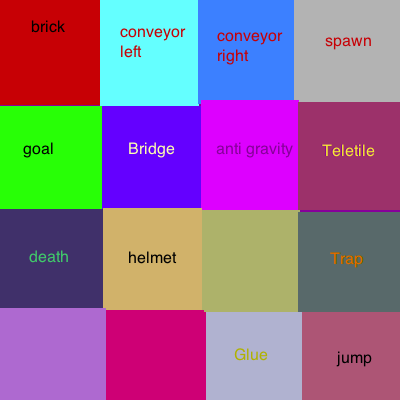 brick
conveyor
left
conveyor
right
spawn
goal
Bridge
anti gravity
Teletile
death
helmet
Trap
Glue
jump